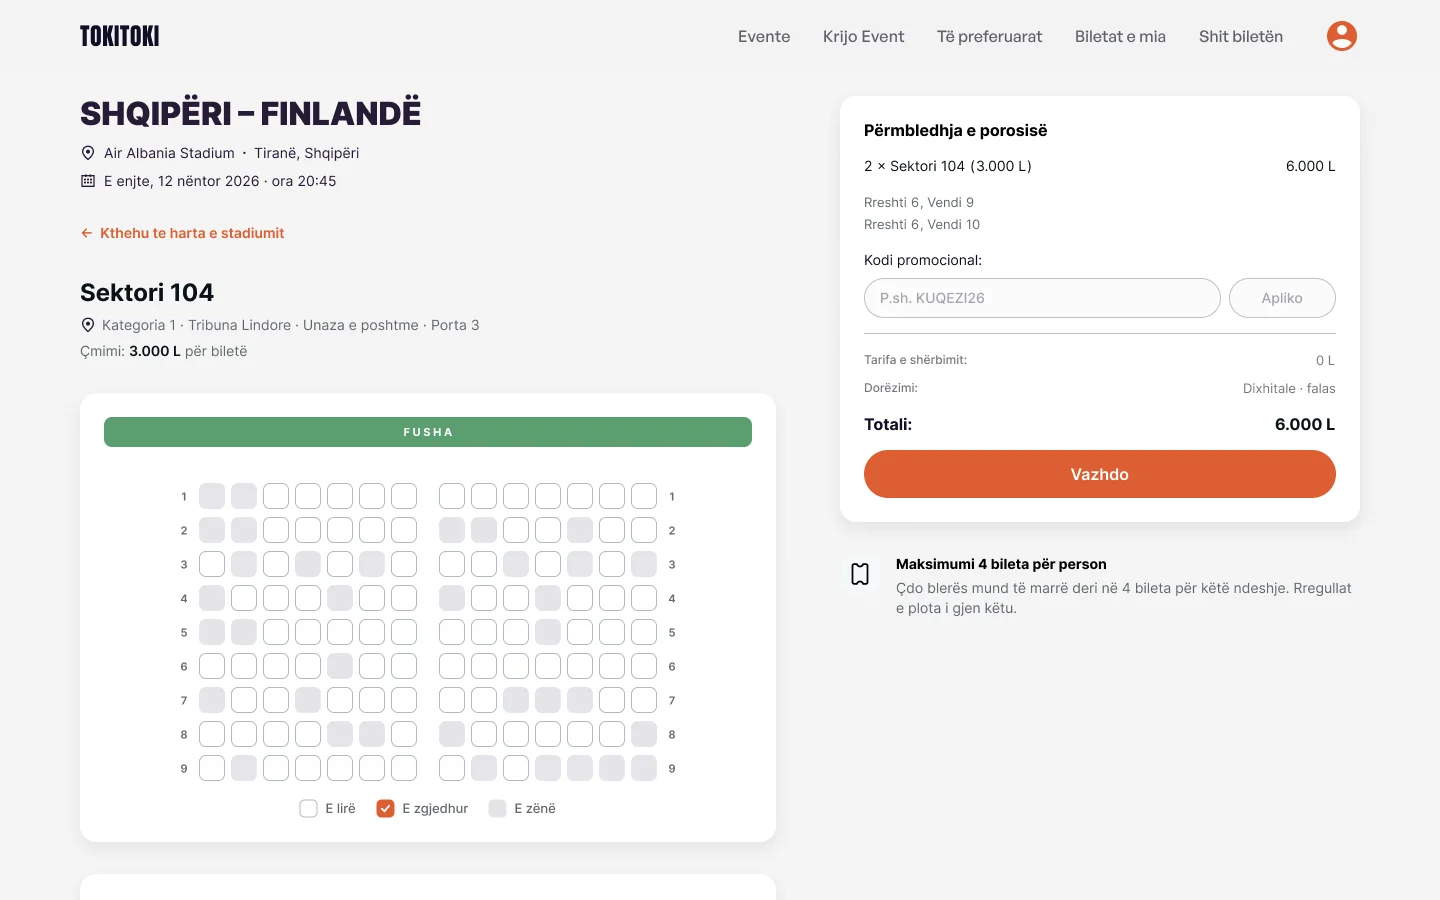 TOKITOKI
Evente
Krijo Event
Të preferuarat
Biletat e mia
Shit biletën
SHQIPËRI – FINLANDË
Air Albania Stadium · Tiranë, Shqipëri
E enjte, 12 nëntor 2026 · ora 20:45
← Kthehu te harta e stadiumit
Sektori 104
Kategoria 1 · Tribuna Lindore · Unaza e poshtme · Porta 3
Çmimi: 3.000 L për biletë
FUSHA
1 1
2 2
3 3
4 4
5 5
6 6
7 7
8 8
9 9
E lirë
E zgjedhur
E zënë
Përmbledhja e porosisë
2 × Sektori 104 (3.000 L) 6.000 L
Rreshti 6, Vendi 9
Rreshti 6, Vendi 10
Kodi promocional:
P.sh. KUQEZI26
Apliko
Tarifa e shërbimit: 0 L
Dorëzimi: Dixhitale · falas
Totali: 6.000 L
Vazhdo
Maksimumi 4 bileta për person
Çdo blerës mund të marrë deri në 4 bileta për këtë ndeshje. Rregullat
e plota i gjen këtu.